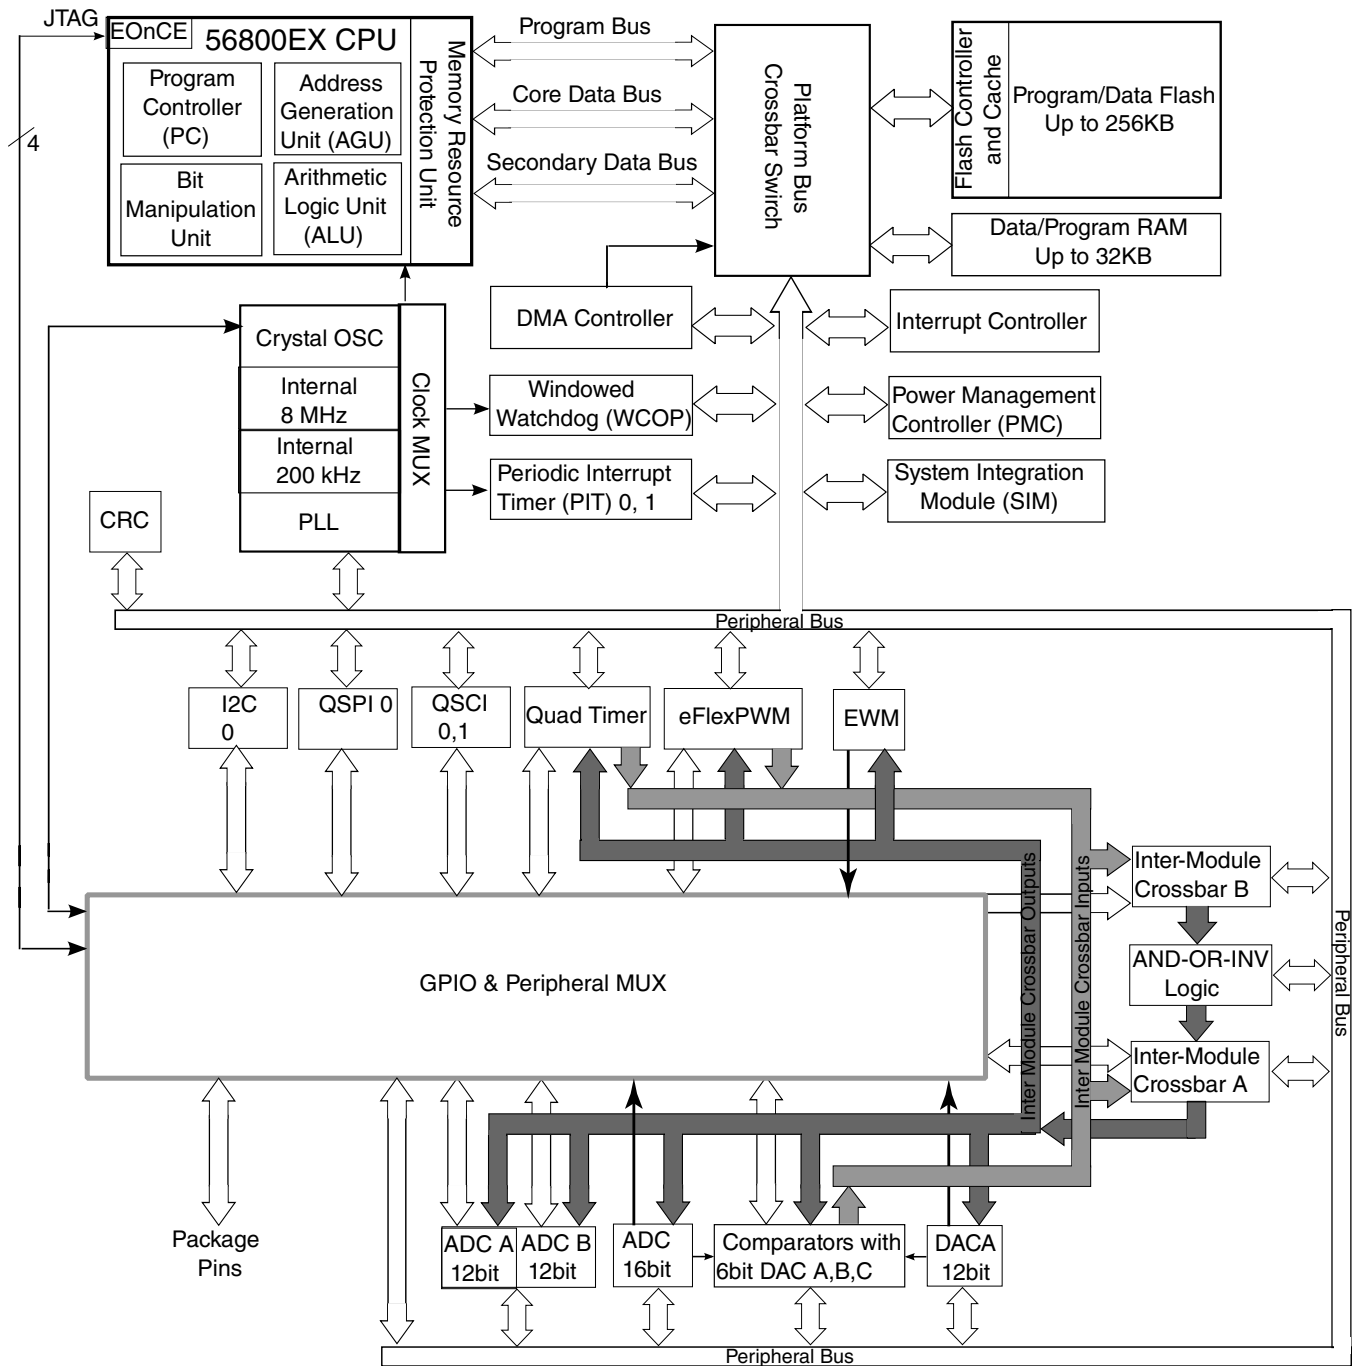 JTAG
EOnCE
56800EX CPU
Program
Controller
(PC)
Address
Generation
Unit (AGU)
Bit
Manipulation
Unit
Arithmetic
Logic Unit
(ALU)
Memory Resource
Protection Unit
4
Program Bus
Core Data Bus
Secondary Data Bus
Platform Bus
Crossbar Swirch
Flash Controller
and Cache
Program/Data Flash
Up to 256KB
Data/Program RAM
Up to 32KB
DMA Controller
Interrupt Controller
Crystal OSC
Internal
8 MHz
Internal
200 kHz
PLL
Clock MUX
Windowed
Watchdog (WCOP)
Power Management
Controller (PMC)
Periodic Interrupt
Timer (PIT) 0, 1
System Integration
Module (SIM)
CRC
Peripheral Bus
I2C
0
QSPI 0
QSCI
0,1
Quad Timer
eFlexPWM
EWM
Inter Module Crossbar Outputs
Inter Module Crossbar Inputs
Inter-Module
Crossbar B
AND-OR-INV
Logic
Inter-Module
Crossbar A
Peripheral Bus
GPIO & Peripheral MUX
Package
Pins
ADC A
12bit
ADC B
12bit
ADC
16bit
Comparators with
6bit DAC A,B,C
DACA
12bit
Peripheral Bus